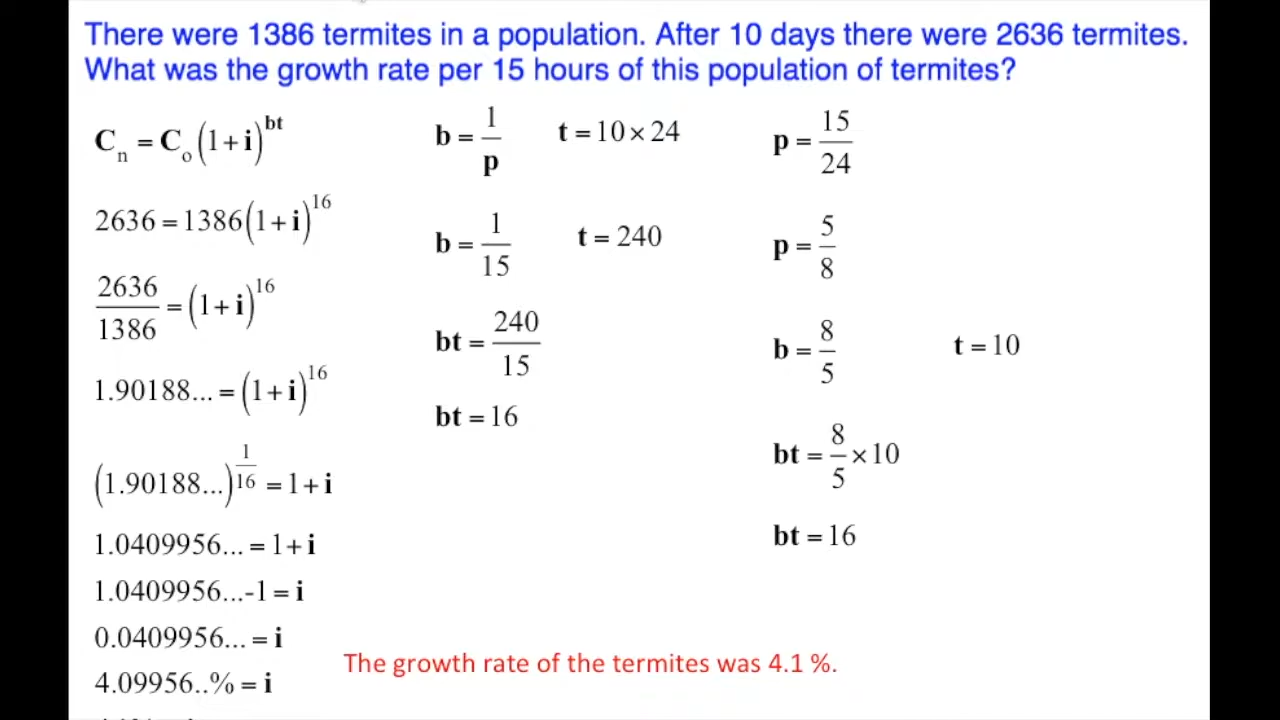 There were 1386 termites in a population. After 10 days there were 2636 termites.
What was the growth rate per 15 hours of this population of termites?
Cₙ = Cₒ(1+i)^bt
2636 = 1386(1+i)^16
2636/1386 = (1+i)^16
1.90188... = (1+i)^16
(1.90188...)^(1/16) = 1+i
1.0409956... = 1+i
1.0409956...-1 = i
0.0409956... = i
4.09956..% = i
b = 1/p
t = 10 × 24
b = 1/15
t = 240
bt = 240/15
bt = 16
p = 15/24
p = 5/8
b = 8/5
t = 10
bt = 8/5 × 10
bt = 16
The growth rate of the termites was 4.1 %.